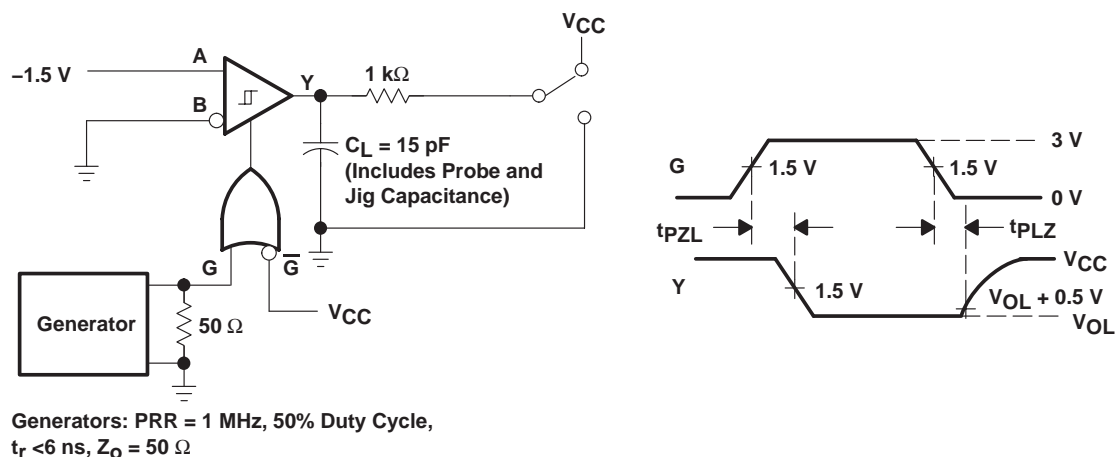 VCC
A
–1.5 V
1 kΩ
Y
B
CL = 15 pF
(Includes Probe and
Jig Capacitance)
G
G
VCC
Generator
50 Ω
Generators: PRR = 1 MHz, 50% Duty Cycle,
tr <6 ns, ZO = 50 Ω
3 V
G
1.5 V
1.5 V
0 V
tPZL
tPLZ
VCC
Y
1.5 V
VOL + 0.5 V
VOL